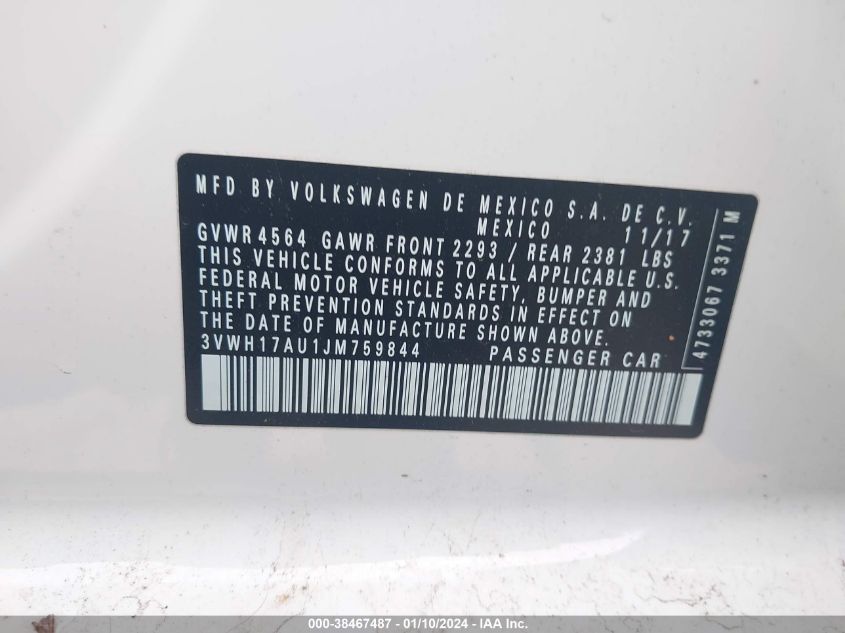 MFD BY VOLKSWAGEN DE MEXICO S.A. DE C.V.
MEXICO 11/17
GVWR 4564 GAWR FRONT 2293 / REAR 2381 LBS
THIS VEHICLE CONFORMS TO ALL APPLICABLE U.S.
FEDERAL MOTOR VEHICLE SAFETY, BUMPER AND
THEFT PREVENTION STANDARDS IN EFFECT ON
THE DATE OF MANUFACTURE SHOWN ABOVE.
3VWH17AU1JM759844 PASSENGER CAR
4733067 3371 M
000-38467487 - 01/10/2024 - IAA Inc.